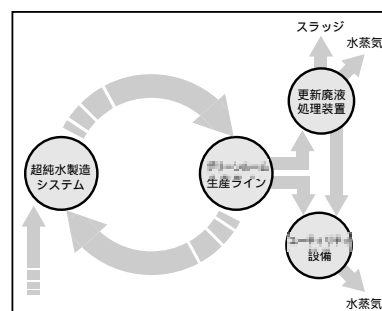 スラッジ
水蒸気
更新廃液
処理装置
超純水製造
システム
生産ライン
設備
水蒸気